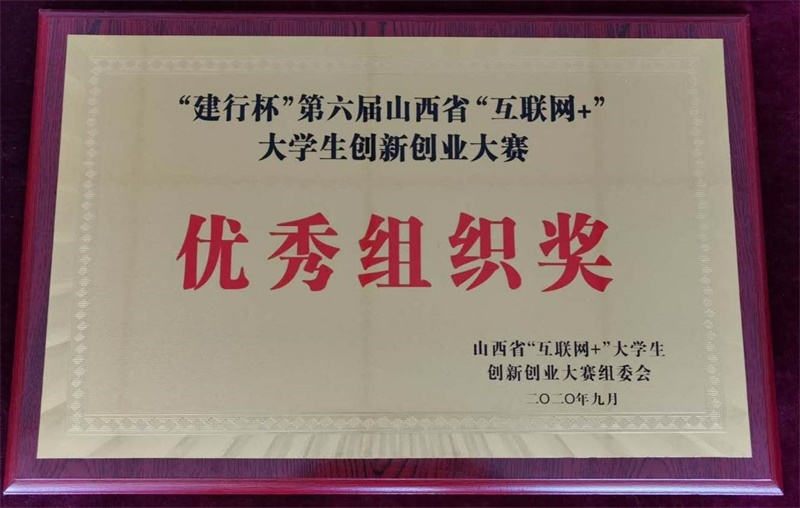 “建行杯”第六届山西省“互联网+”
大学生创新创业大赛
优秀组织奖
山西省“互联网+”大学生
创新创业大赛组委会
二〇二〇年九月